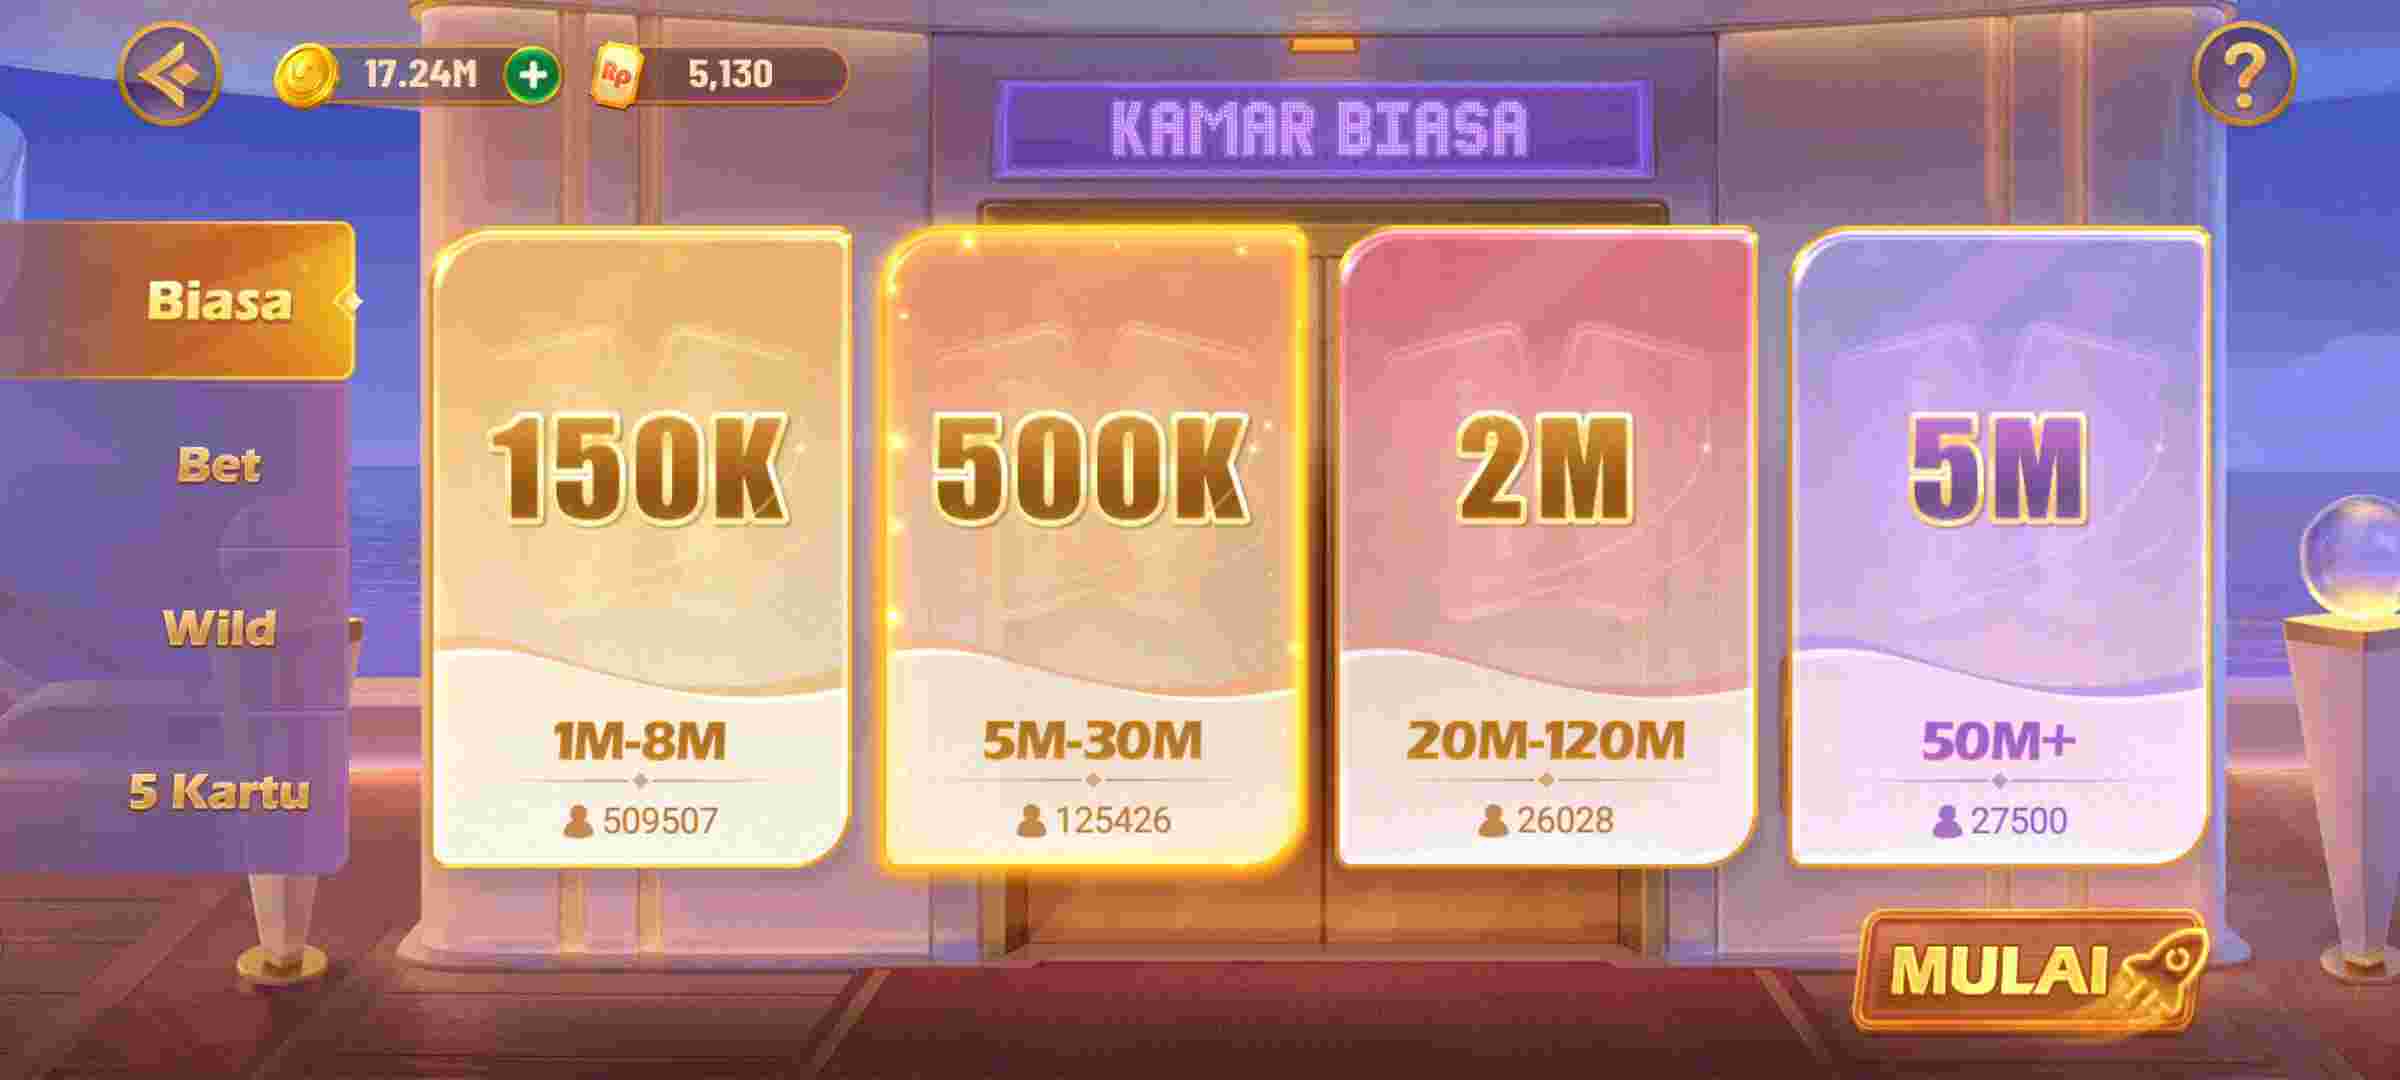 17.24M
Rp
5,130
?
KAMAR BIASA
Biasa
Bet
Wild
5 Kartu
150K
1M-8M
509507
500K
5M-30M
125426
2M
20M-120M
26028
5M
50M+
27500
MULAI